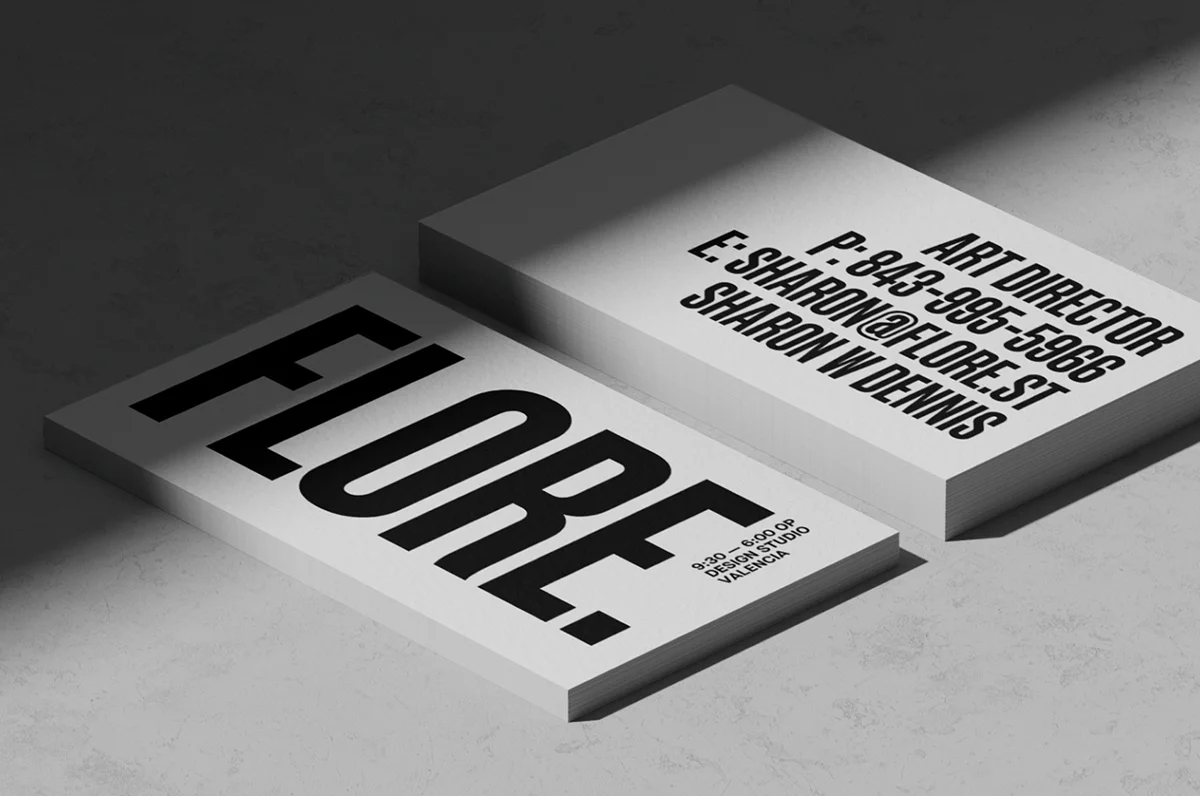 FLORE.
9:30 — 6:00 OP
DESIGN STUDIO
VALENCIA
ART DIRECTOR
P: 843-995-5966
E: SHARON@FLORE.ST
SHARON W DENNIS